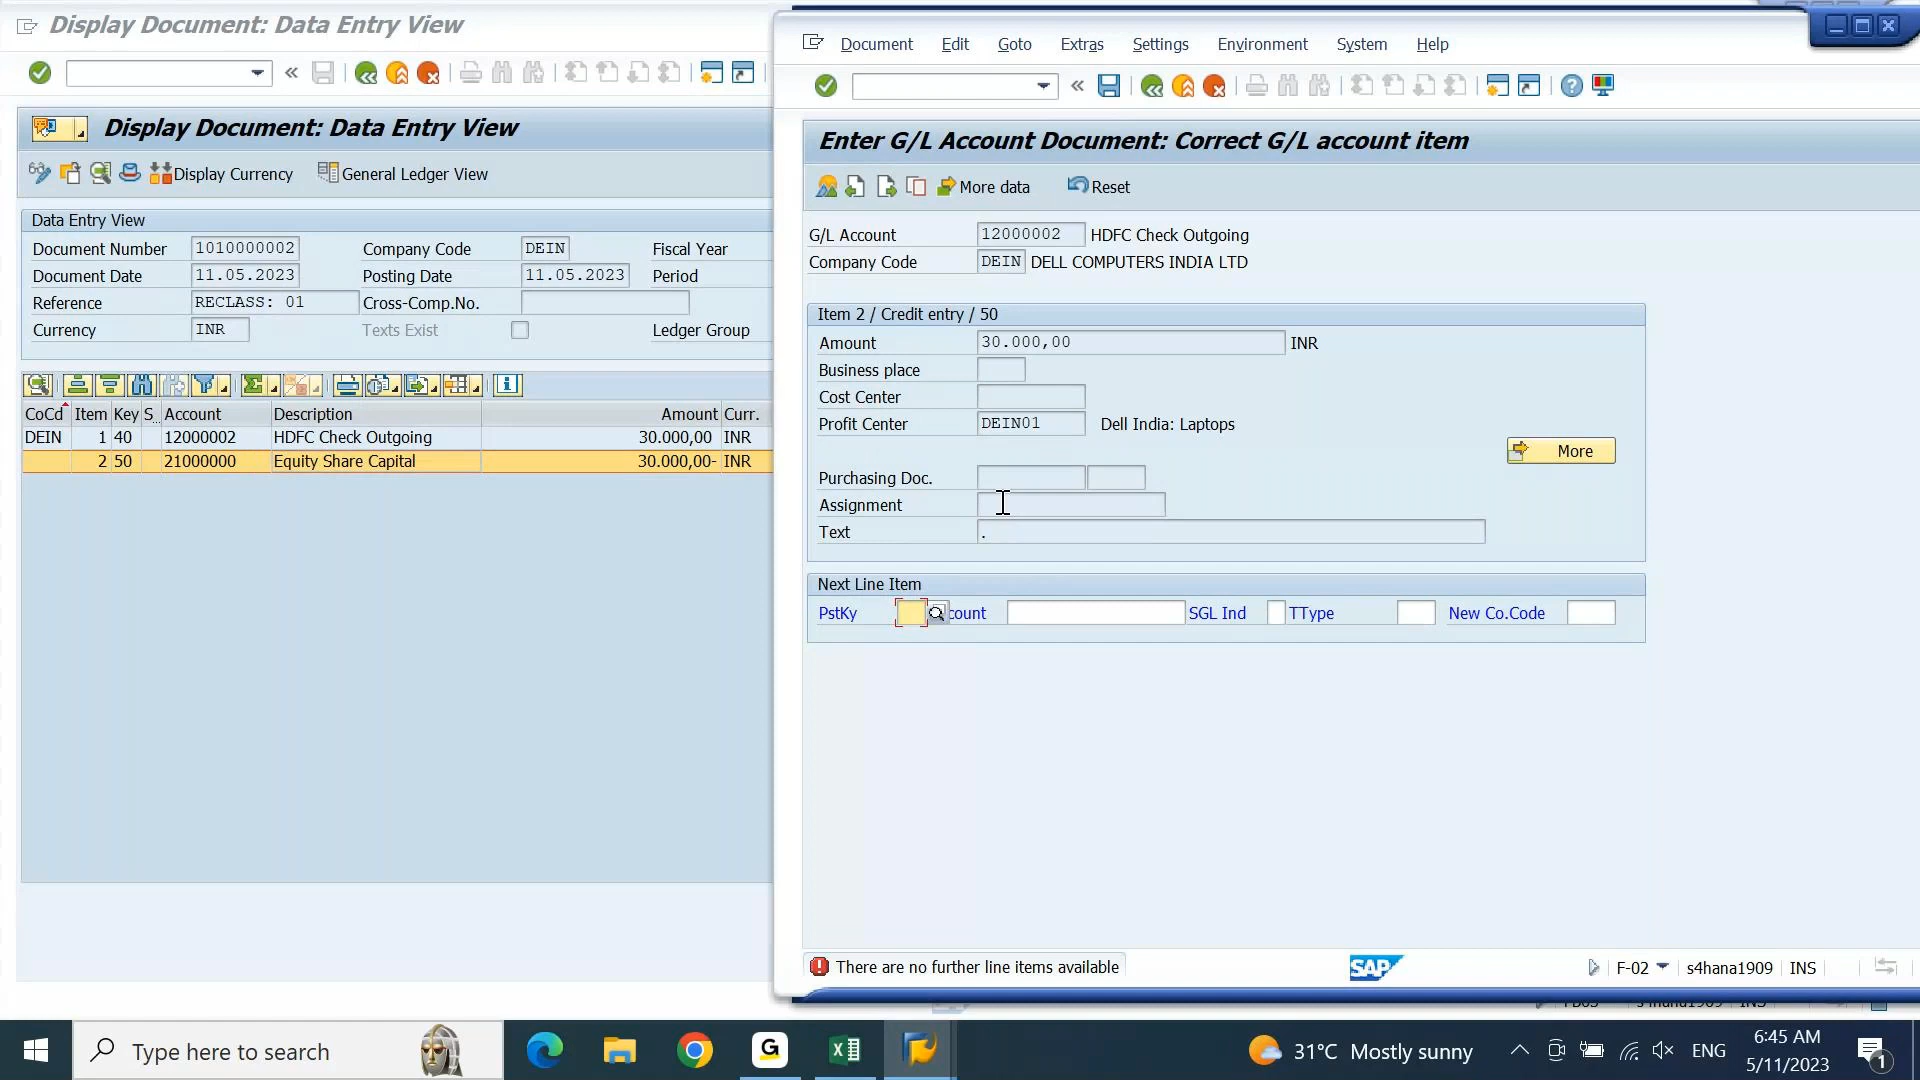 Display Document: Data Entry View
Display Document: Data Entry View
Display Currency General Ledger View
Data Entry View
Document Number 1010000002 Company Code DEIN Fiscal Year
Document Date 11.05.2023 Posting Date 11.05.2023 Period
Reference RECLASS: 01 Cross-Comp.No.
Currency INR Texts Exist Ledger Group
CoCd Item Key S... Account Description Amount Curr.
DEIN 1 40 12000002 HDFC Check Outgoing 30.000,00 INR
2 50 21000000 Equity Share Capital 30.000,00- INR
Document Edit Goto Extras Settings Environment System Help
Enter G/L Account Document: Correct G/L account item
More data Reset
G/L Account 12000002 HDFC Check Outgoing
Company Code DEIN DELL COMPUTERS INDIA LTD
Item 2 / Credit entry / 50
Amount 30.000,00 INR
Business place
Cost Center
Profit Center DEIN01 Dell India: Laptops
More
Purchasing Doc.
Assignment
Text .
Next Line Item
PstKy count SGL Ind TType New Co.Code
There are no further line items available SAP F-02 s4hana1909 INS
Type here to search 31°C Mostly sunny ENG
6:45 AM
5/11/2023
1